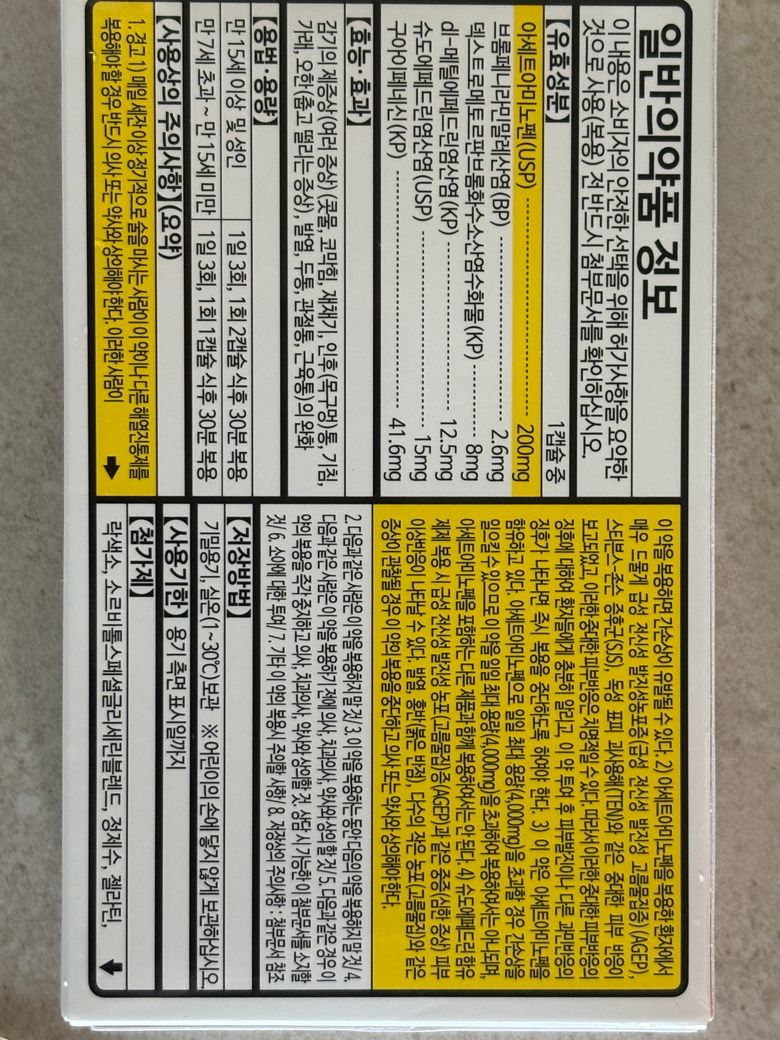 일반의약품 정보
이 내용은 소비자의 안전한 선택을 위해 허가사항을 요약한
것으로 사용(복용) 전 반드시 첨부문서를 확인하십시오.
【유효성분】 1캡슐 중
아세트아미노펜(USP) 200mg
브롬페니라민말레산염(BP) 2.6mg
덱스트로메토르판브롬화수소산염수화물(KP) 8mg
dl-메틸에페드린염산염(KP) 12.5mg
슈도에페드린염산염(USP) 15mg
구아이페네신(KP) 41.6mg
【효능·효과】
감기의 제증상(여러 증상) (콧물, 코막힘, 재채기, 인후(목구멍)통, 기침,
가래, 오한(춥고 떨리는 증상), 발열, 두통, 관절통, 근육통)의 완화
【용법·용량】
만 15세 이상 및 성인 1일 3회, 1회 2캡슐 식후 30분 복용
만 7세 초과 ~ 만 15세 미만 1일 3회, 1회 1캡슐 식후 30분 복용
【사용상의 주의사항】(요약)
1. 경고 1) 매일 세잔 이상 정기적으로 술을 마시는 사람이 이 약이나 다른 해열진통제를
복용해야 할 경우 반드시 의사 또는 약사와 상의해야 한다. 이러한 사람이
이 약을 복용하면 간손상이 유발될 수 있다. 2) 아세트아미노펜을 복용한 환자에서
매우 드물게 급성 전신성 발진성농포증(급성 전신성 발진성 고름물집증) (AGEP),
스티븐스-존슨 증후군(SJS), 독성 표피 괴사용해(TEN)와 같은 중대한 피부 반응이
보고되었고, 이러한 중대한 피부반응은 치명적일 수 있다. 따라서 이러한 중대한 피부반응의
징후에 대하여 환자들에게 충분히 알리고, 이 약 투여 후 피부발진이나 다른 과민반응의
징후가 나타나면 즉시 복용을 중단하도록 하여야 한다. 3) 이 약은 아세트아미노펜을
함유하고 있다. 아세트아미노펜으로 일일 최대 용량(4,000mg)을 초과할 경우 간손상을
일으킬 수 있으므로 이 약을 일일 최대 용량(4,000mg)을 초과하여 복용하여서는 아니되며,
아세트아미노펜을 포함하는 다른 제품과 함께 복용하여서는 안 된다. 4) 슈도에페드린 함유
제제 복용 시 급성 전신성 발진성 농포(고름물집)증(AGEP)과 같은 중증(심한 증상) 피부
이상반응이 나타날 수 있다. 발열, 홍반(붉은 반점), 다수의 작은 농포(고름물집)와 같은
증상이 관찰될 경우 이 약의 복용을 중단하고 의사 또는 약사와 상의해야 한다.
2. 다음과 같은 사람은 이 약을 복용하지 말 것/ 3. 이 약을 복용하는 동안 다음의 약을 복용하지 말 것/ 4.
다음과 같은 사람은 이 약을 복용하기 전에 의사, 치과의사, 약사와 상의할 것/ 5. 다음과 같은 경우 이
약의 복용을 즉각 중지하고 의사, 치과의사, 약사와 상의할 것. 상담 시 가능한 이 첨부문서를 소지할
것/ 6. 소아에 대한 투여/ 7. 기타 이 약의 복용시 주의할 사항/ 8. 저장상의 주의사항 : 첨부문서 참조
【저장방법】
기밀용기, 실온(1~30℃)보관 ※ 어린이의 손에 닿지 않게 보관하십시오.
【사용기한】 용기 측면 표시일까지
【첨가제】
락색소, 소르비톨스페셜글리세린블렌드, 정제수, 젤라틴,